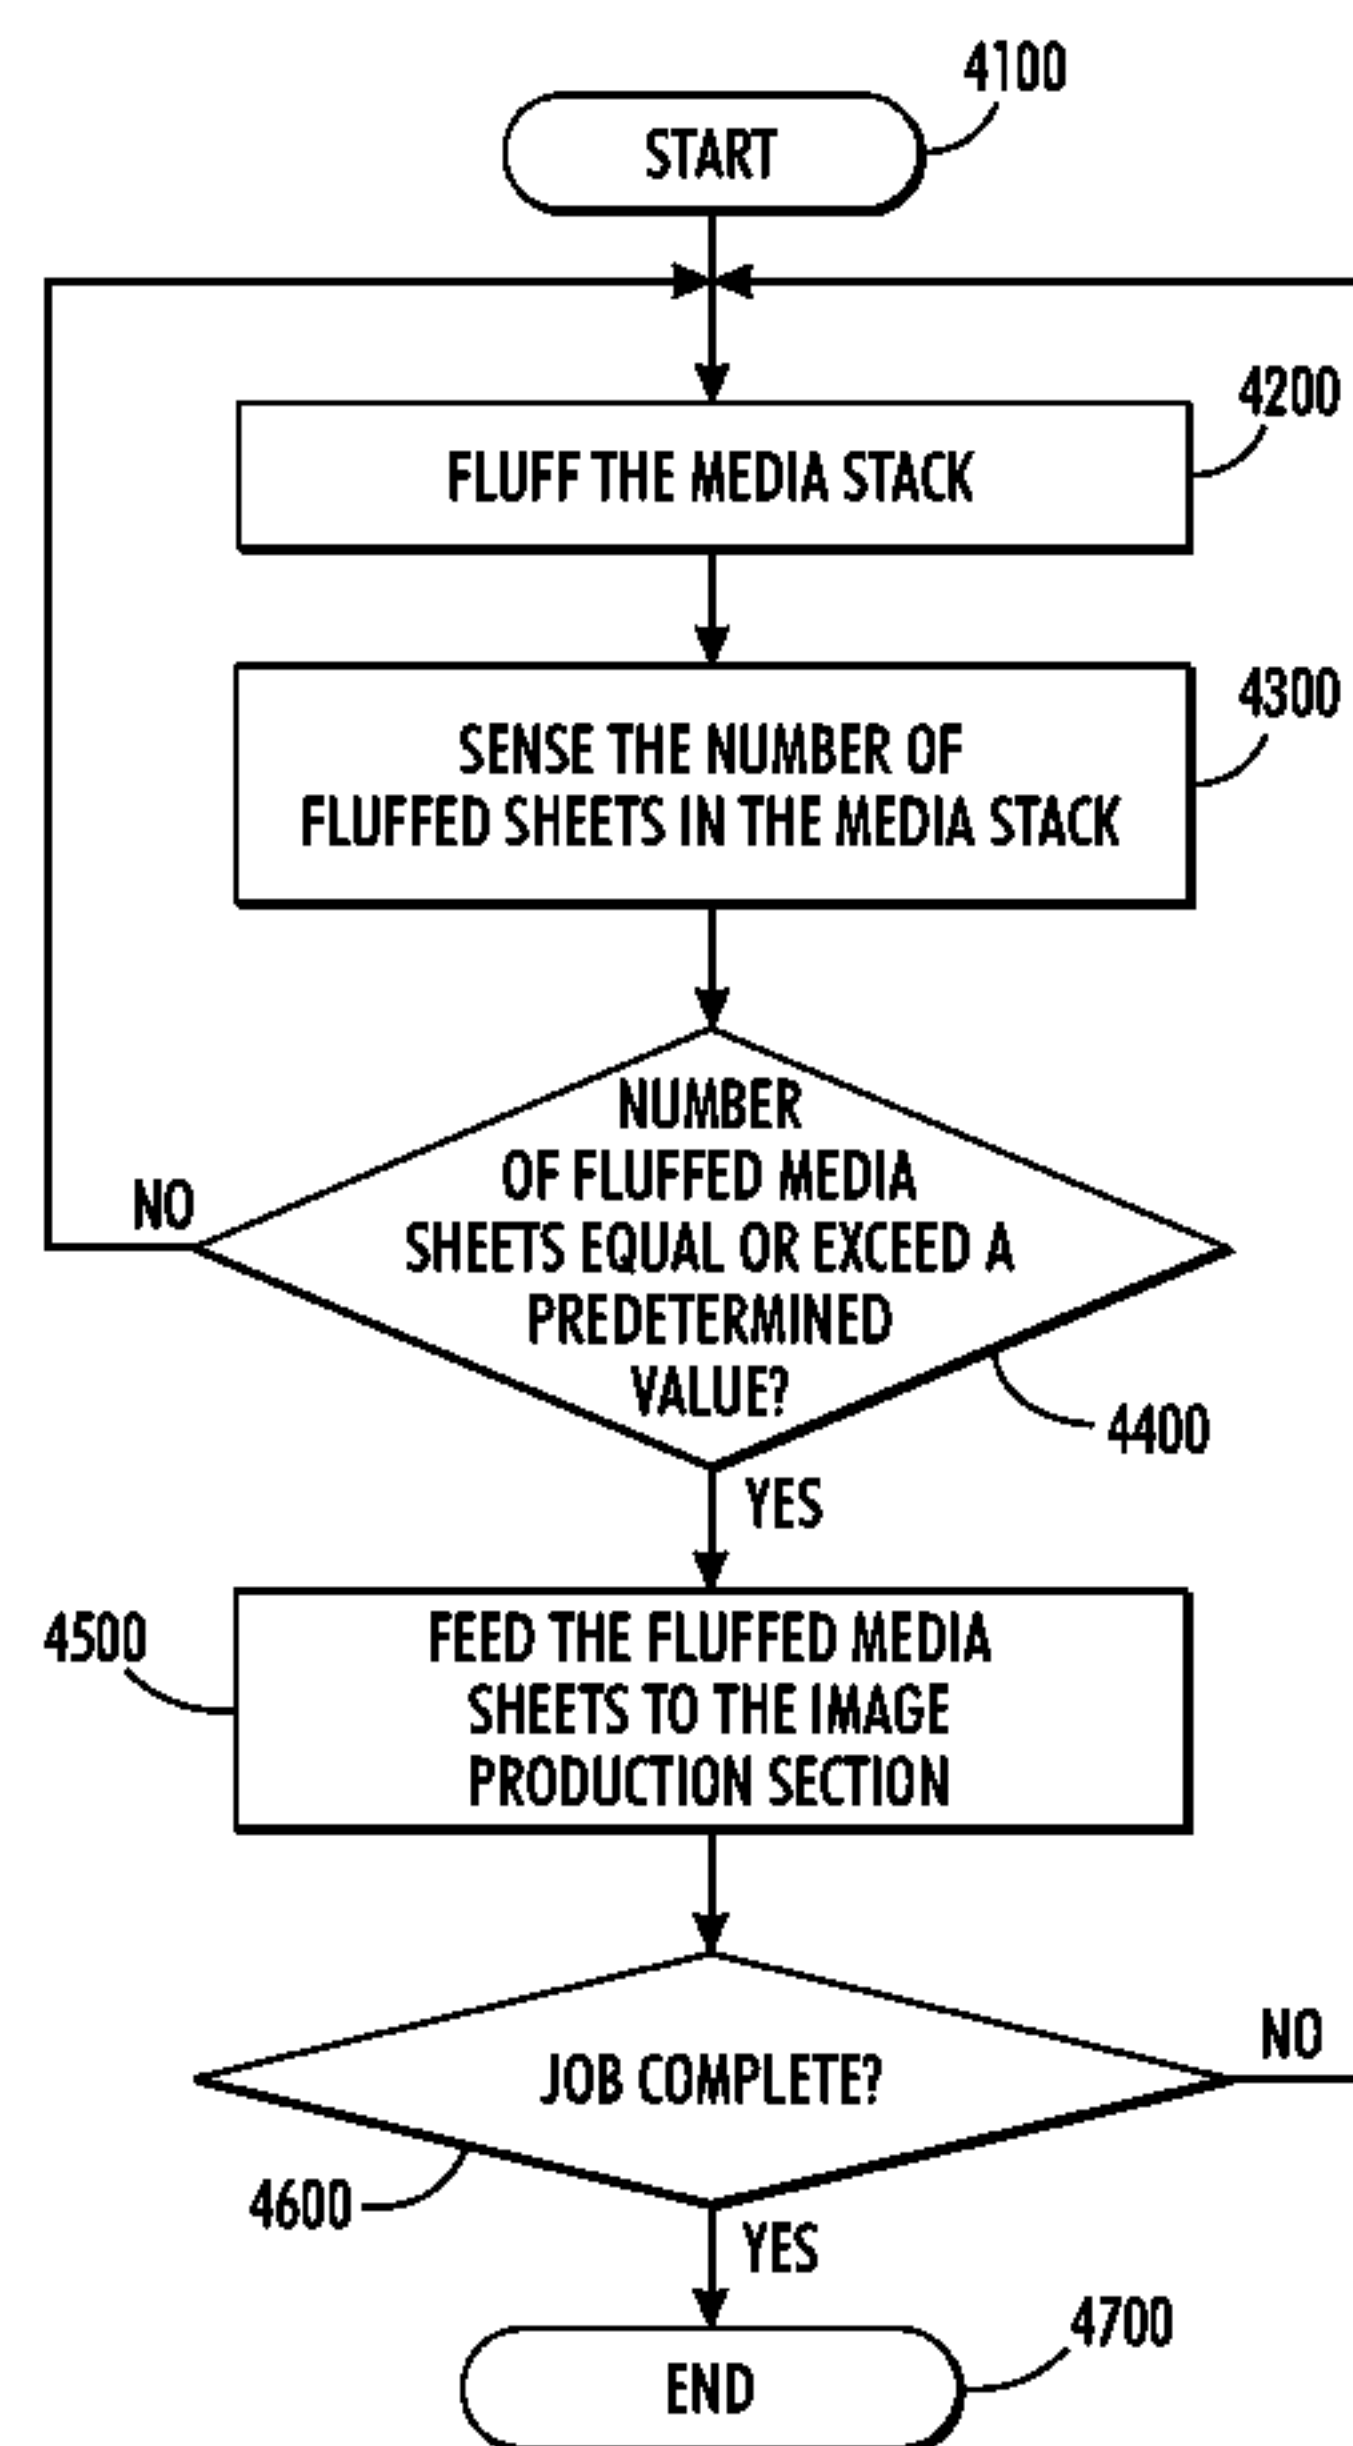 4100
START
4200
FLUFF THE MEDIA STACK
4300
SENSE THE NUMBER OF
FLUFFED SHEETS IN THE MEDIA STACK
NUMBER
OF FLUFFED MEDIA
SHEETS EQUAL OR EXCEED A
PREDETERMINED
VALUE?
NO
4400
YES
4500
FEED THE FLUFFED MEDIA
SHEETS TO THE IMAGE
PRODUCTION SECTION
JOB COMPLETE?
NO
4600
YES
4700
END